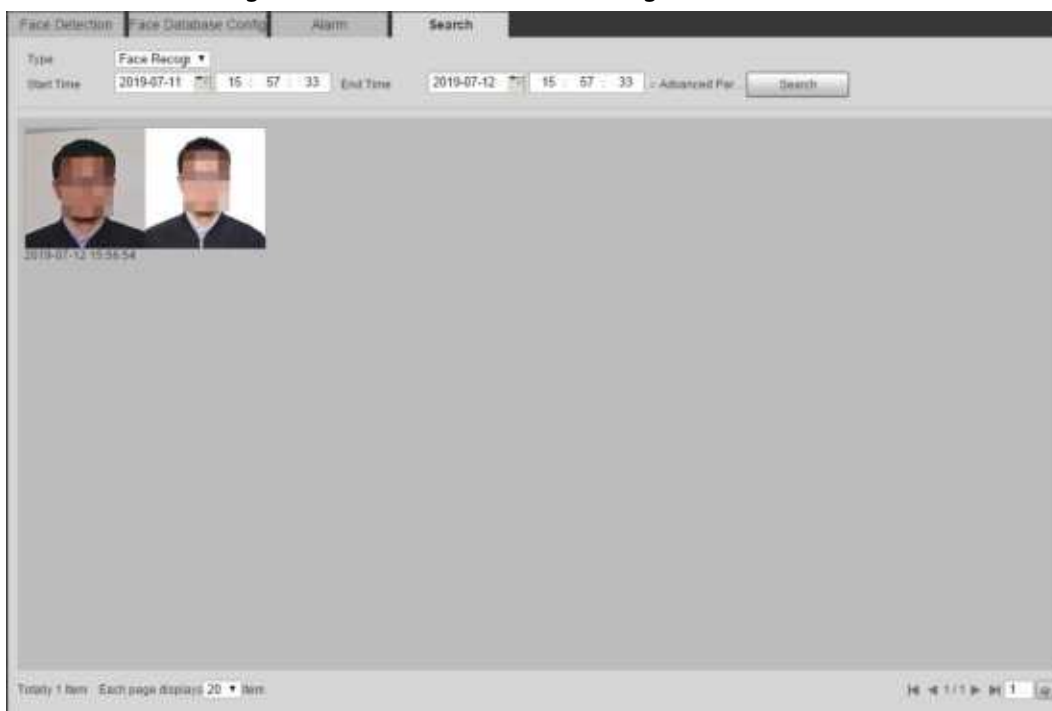 Face Detection Face Database Config Alarm Search
Type Face Recogr
Start Time 2019-07-11 15 : 57 : 33 End Time 2019-07-12 15 : 57 : 33 Advanced Par... Search
2019-07-12 15:56:54
Totally 1 Item Each page displays 20 Item
1/1 1